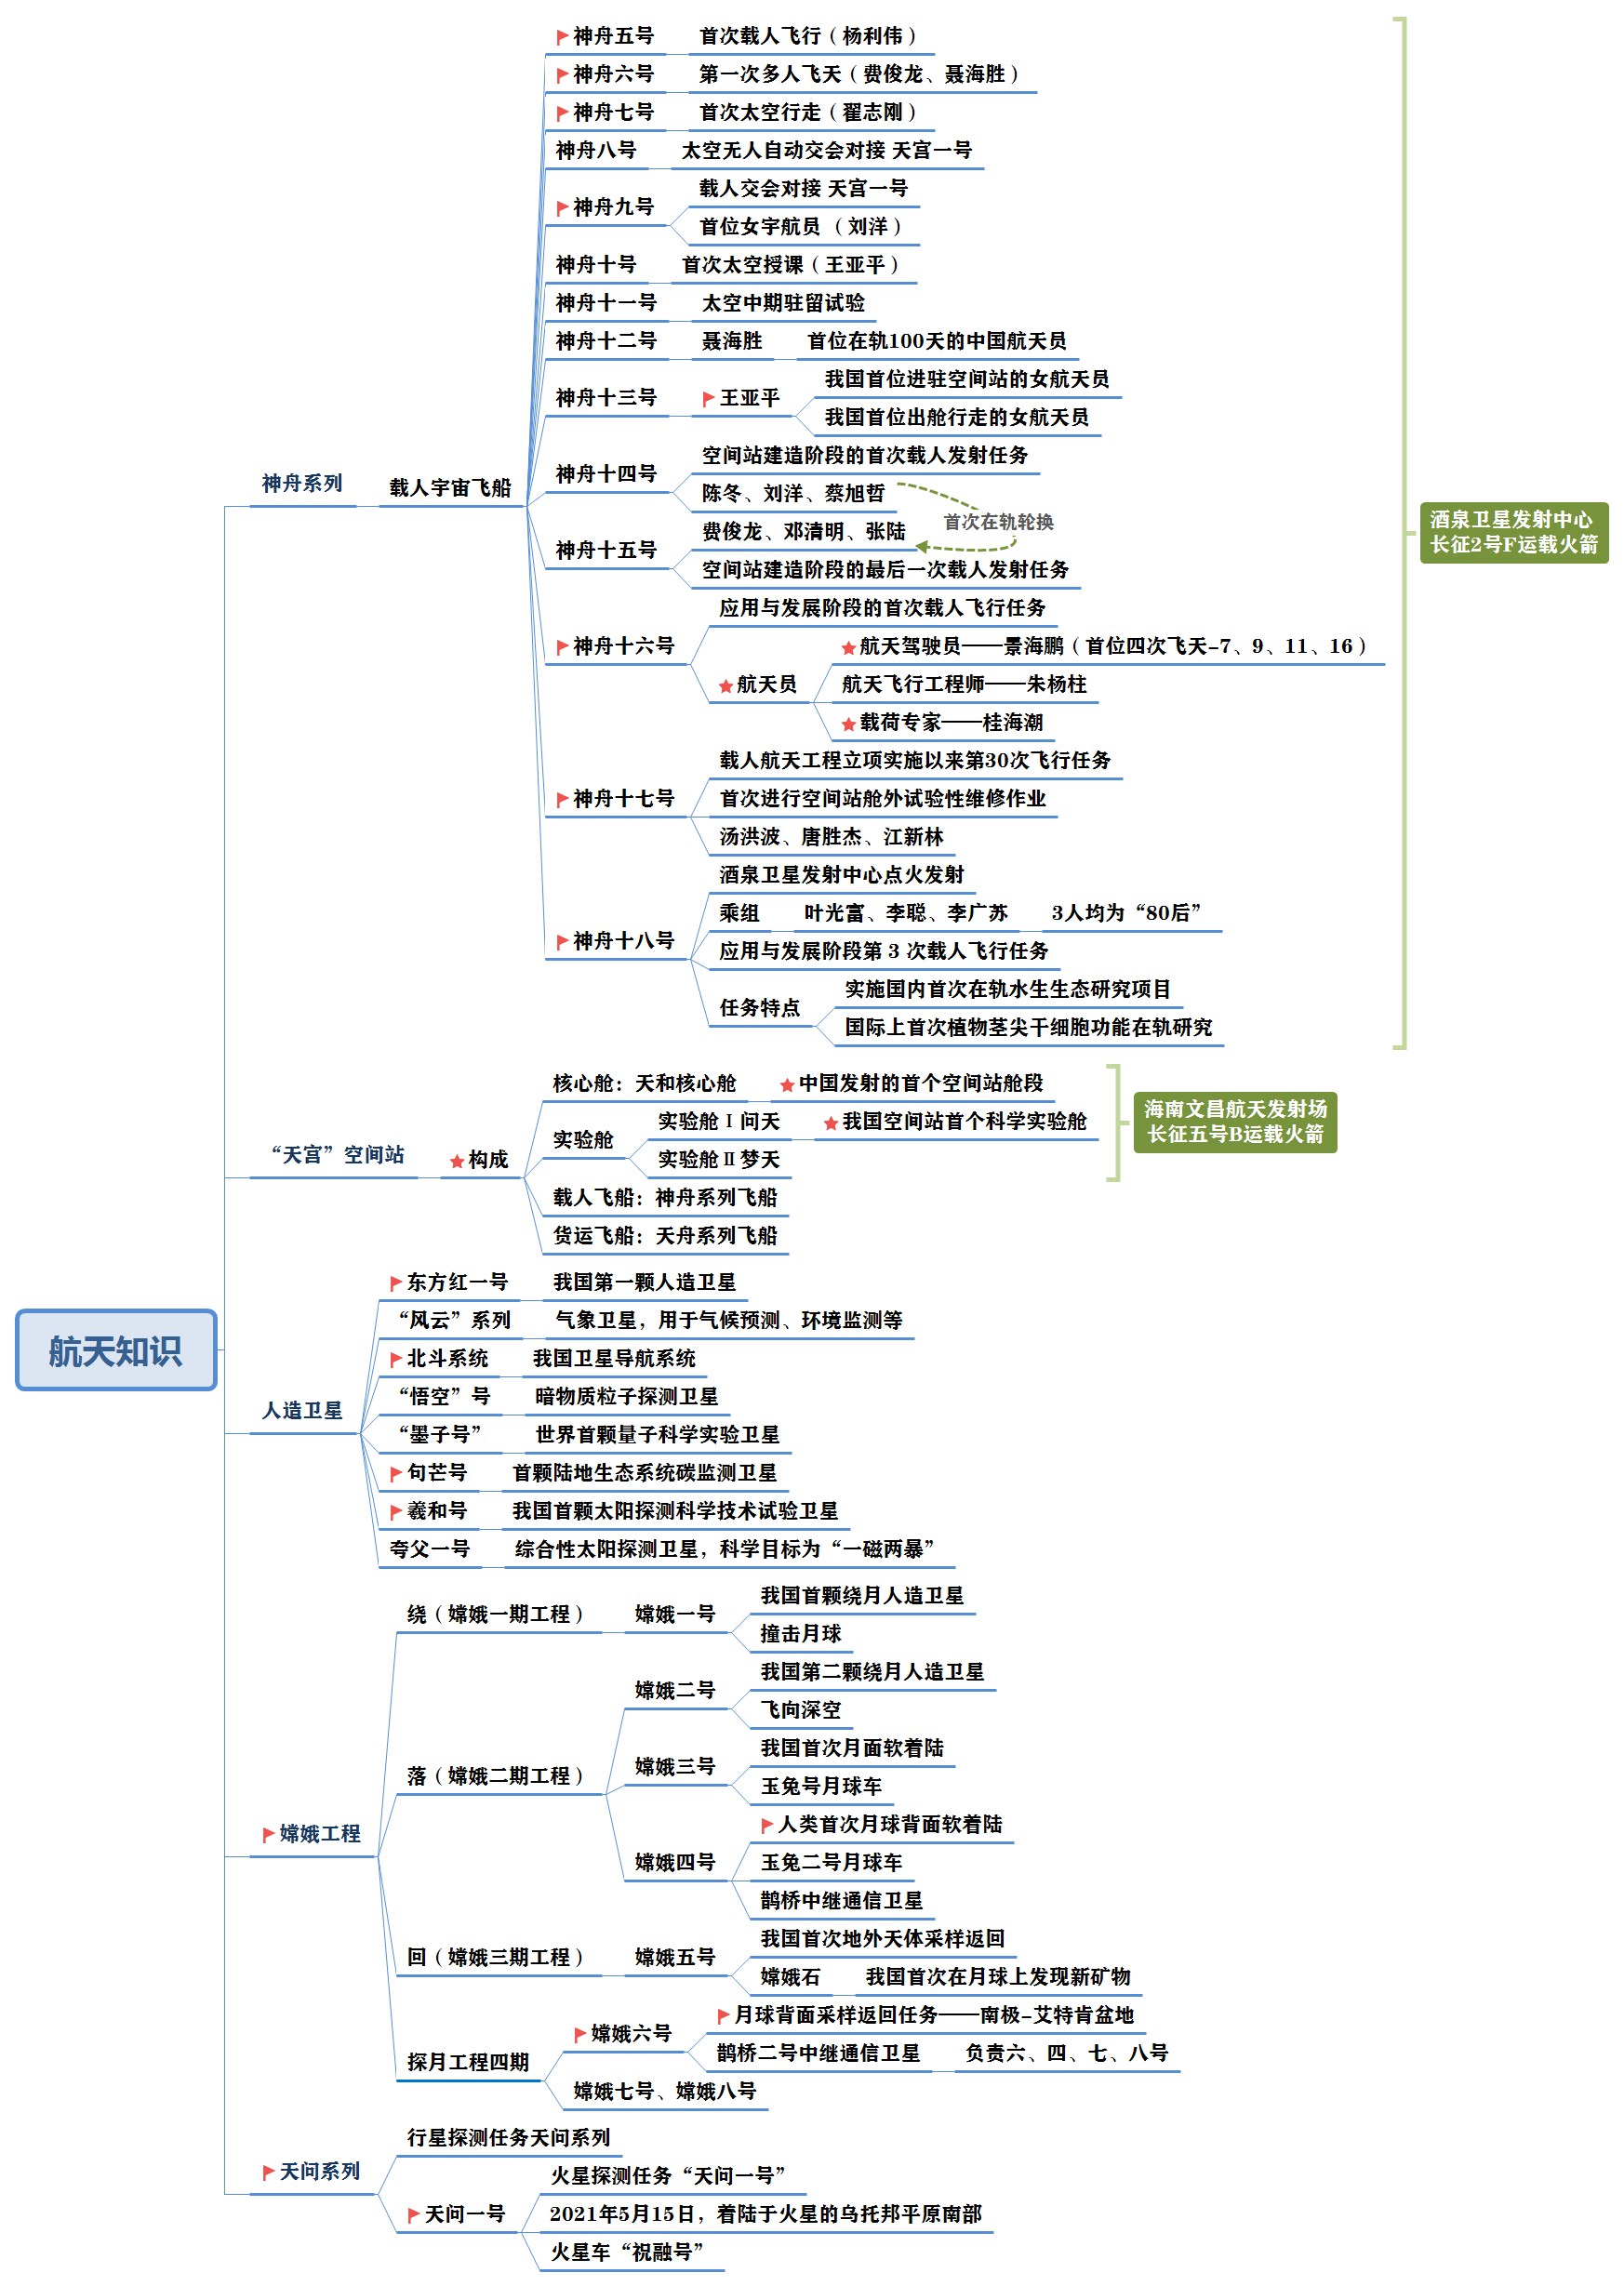 航天知识
神舟系列
载人宇宙飞船
神舟五号
首次载人飞行（杨利伟）
神舟六号
第一次多人飞天（费俊龙、聂海胜）
神舟七号
首次太空行走（翟志刚）
神舟八号
太空无人自动交会对接 天宫一号
神舟九号
载人交会对接 天宫一号
首位女宇航员 （刘洋）
神舟十号
首次太空授课（王亚平）
神舟十一号
太空中期驻留试验
神舟十二号
聂海胜
首位在轨100天的中国航天员
神舟十三号
王亚平
我国首位进驻空间站的女航天员
我国首位出舱行走的女航天员
神舟十四号
空间站建造阶段的首次载人发射任务
陈冬、刘洋、蔡旭哲
首次在轨轮换
神舟十五号
费俊龙、邓清明、张陆
空间站建造阶段的最后一次载人发射任务
神舟十六号
应用与发展阶段的首次载人飞行任务
航天员
航天驾驶员——景海鹏（首位四次飞天-7、9、11、16）
航天飞行工程师——朱杨柱
载荷专家——桂海潮
神舟十七号
载人航天工程立项实施以来第30次飞行任务
首次进行空间站舱外试验性维修作业
汤洪波、唐胜杰、江新林
神舟十八号
酒泉卫星发射中心点火发射
乘组
叶光富、李聪、李广苏
3人均为“80后”
应用与发展阶段第 3 次载人飞行任务
任务特点
实施国内首次在轨水生生态研究项目
国际上首次植物茎尖干细胞功能在轨研究
酒泉卫星发射中心
长征2号F运载火箭
“天宫”空间站
构成
核心舱：天和核心舱
中国发射的首个空间站舱段
实验舱
实验舱Ⅰ问天
我国空间站首个科学实验舱
实验舱Ⅱ梦天
载人飞船：神舟系列飞船
货运飞船：天舟系列飞船
海南文昌航天发射场
长征五号B运载火箭
人造卫星
东方红一号
我国第一颗人造卫星
“风云”系列
气象卫星，用于气候预测、环境监测等
北斗系统
我国卫星导航系统
“悟空”号
暗物质粒子探测卫星
“墨子号”
世界首颗量子科学实验卫星
句芒号
首颗陆地生态系统碳监测卫星
羲和号
我国首颗太阳探测科学技术试验卫星
夸父一号
综合性太阳探测卫星，科学目标为“一磁两暴”
嫦娥工程
绕（嫦娥一期工程）
嫦娥一号
我国首颗绕月人造卫星
撞击月球
落（嫦娥二期工程）
嫦娥二号
我国第二颗绕月人造卫星
飞向深空
嫦娥三号
我国首次月面软着陆
玉兔号月球车
嫦娥四号
人类首次月球背面软着陆
玉兔二号月球车
鹊桥中继通信卫星
回（嫦娥三期工程）
嫦娥五号
我国首次地外天体采样返回
嫦娥石
我国首次在月球上发现新矿物
探月工程四期
嫦娥六号
月球背面采样返回任务——南极-艾特肯盆地
鹊桥二号中继通信卫星
负责六、四、七、八号
嫦娥七号、嫦娥八号
天问系列
行星探测任务天问系列
天问一号
火星探测任务“天问一号”
2021年5月15日，着陆于火星的乌托邦平原南部
火星车“祝融号”